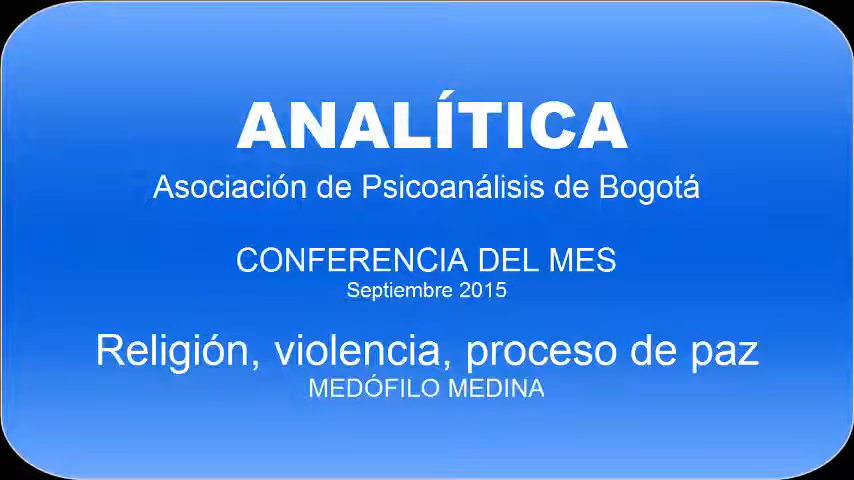 ANALÍTICA
Asociación de Psicoanálisis de Bogotá
CONFERENCIA DEL MES
Septiembre 2015
Religión, violencia, proceso de paz
MEDÓFILO MEDINA